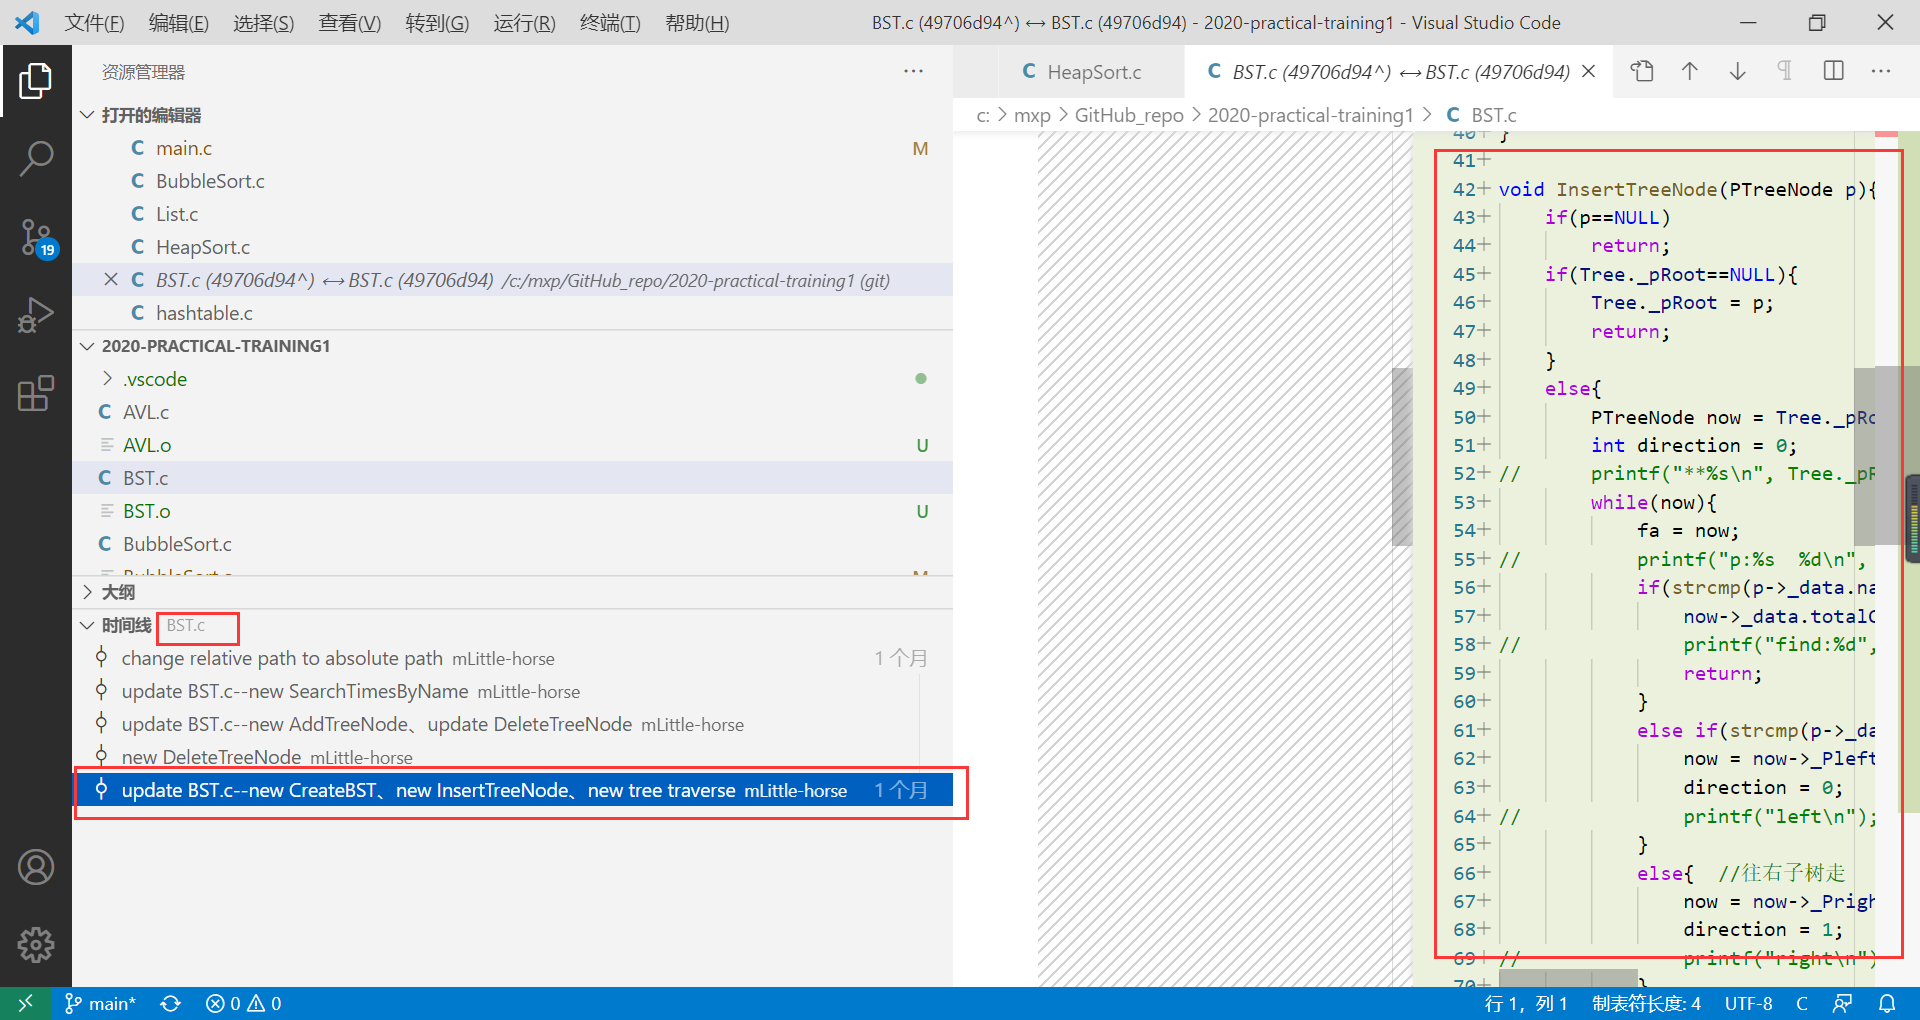 文件(F) 编辑(E) 选择(S) 查看(V) 转到(G) 运行(R) 终端(T) 帮助(H) BST.c (49706d94^) ↔ BST.c (49706d94) - 2020-practical-training1 - Visual Studio Code
资源管理器 ···
打开的编辑器
C main.c M
C BubbleSort.c
C List.c
C HeapSort.c
C BST.c (49706d94^) ↔ BST.c (49706d94) /c:/mxp/GitHub_repo/2020-practical-training1 (git)
C hashtable.c
2020-PRACTICAL-TRAINING1
.vscode
C AVL.c
AVL.o U
C BST.c
BST.o U
C BubbleSort.c
大纲
时间线 BST.c
change relative path to absolute path mLittle-horse 1 个月
update BST.c--new SearchTimesByName mLittle-horse
update BST.c--new AddTreeNode、update DeleteTreeNode mLittle-horse
new DeleteTreeNode mLittle-horse
update BST.c--new CreateBST、new InsertTreeNode、new tree traverse mLittle-horse 1 个月
19
C HeapSort.c C BST.c (49706d94^) ↔ BST.c (49706d94)
c: > mxp > GitHub_repo > 2020-practical-training1 > C BST.c
40+ }
41+
42+ void InsertTreeNode(PTreeNode p){
43+ if(p==NULL)
44+ return;
45+ if(Tree._pRoot==NULL){
46+ Tree._pRoot = p;
47+ return;
48+ }
49+ else{
50+ PTreeNode now = Tree._pRo
51+ int direction = 0;
52+ // printf("**%s\n", Tree._pR
53+ while(now){
54+ fa = now;
55+ // printf("p:%s  %d\n",
56+ if(strcmp(p->_data.na
57+ now->_data.totalC
58+ // printf("find:%d",
59+ return;
60+ }
61+ else if(strcmp(p->_da
62+ now = now->_Pleft
63+ direction = 0;
64+ // printf("left\n");
65+ }
66+ else{ //往右子树走
67+ now = now->_Prigh
68+ direction = 1;
69+ // printf("right\n")
70+ }
main* 0 0 行 1，列 1 制表符长度: 4 UTF-8 C